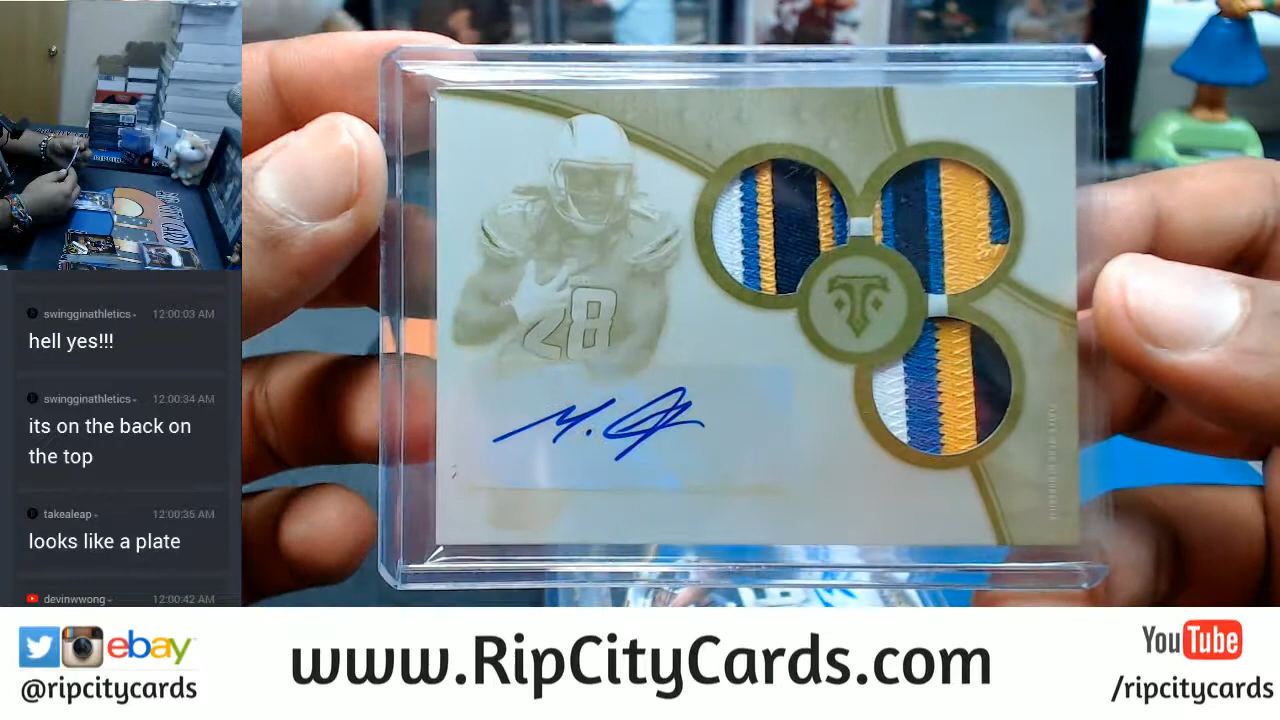 swingginathletics
12:00:03 AM
hell yes!!!
swingginathletics
12:00:34 AM
its on the back on
the top
takealeap
12:00:35 AM
looks like a plate
devinwwong
12:00:42 AM
28
M.
ebay
@ripcitycards
www.RipCityCards.com
YouTube
/ripcitycards